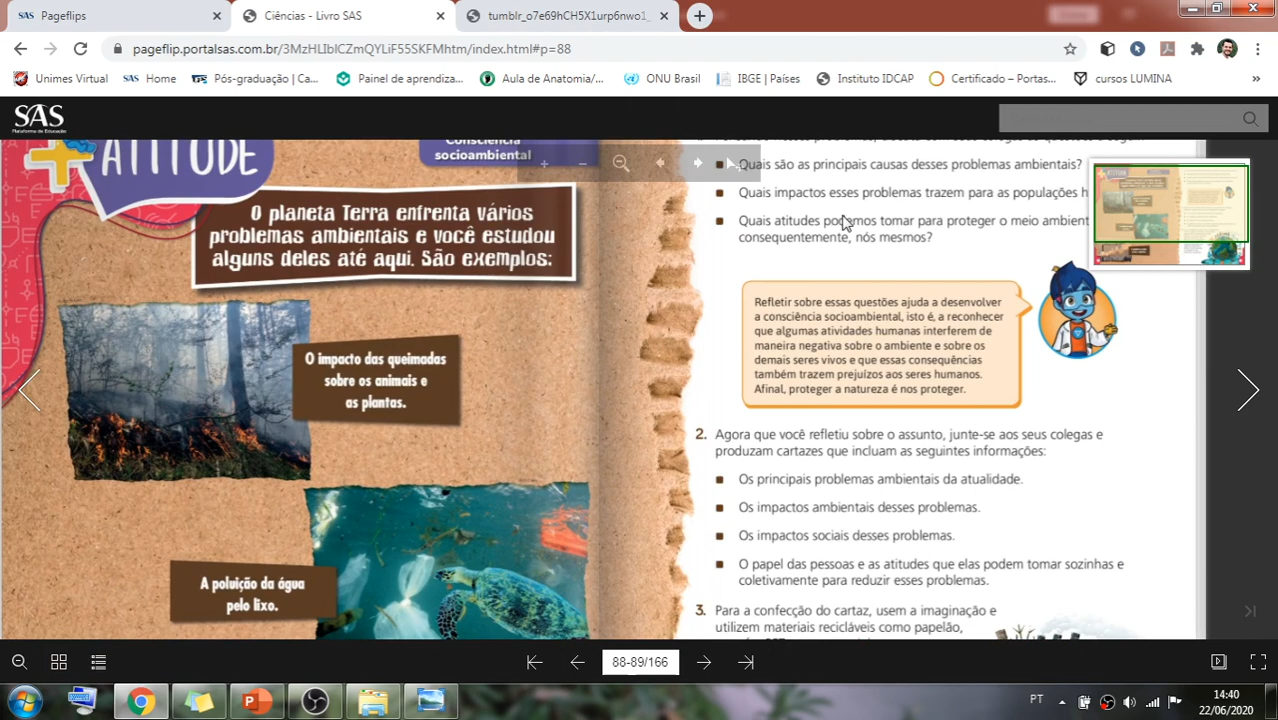 Pageflips
Ciências - Livro SAS
tumblr_o7e69hCH5X1urp6nwo1_
pageflip.portalsas.com.br/3MzHLIblCZmQYLiF55SKFMhtm/index.html#p=88
Unimes Virtual
SAS Home
Pós-graduação | Ca...
Painel de aprendiza...
Aula de Anatomia/...
ONU Brasil
IBGE | Países
Instituto IDCAP
Certificado – Portas...
cursos LUMINA
»
SAS
Plataforma de Educação
+ATITUDE
Consciência
socioambiental
O planeta Terra enfrenta vários
problemas ambientais e você estudou
alguns deles até aqui. São exemplos:
O impacto das queimadas
sobre os animais e
as plantas.
A poluição da água
pelo lixo.
Quais são as principais causas desses problemas ambientais?
Quais impactos esses problemas trazem para as populações h
Quais atitudes podemos tomar para proteger o meio ambient
consequentemente, nós mesmos?
Refletir sobre essas questões ajuda a desenvolver
a consciência socioambiental, isto é, a reconhecer
que algumas atividades humanas interferem de
maneira negativa sobre o ambiente e sobre os
demais seres vivos e que essas consequências
também trazem prejuízos aos seres humanos.
Afinal, proteger a natureza é nos proteger.
2. Agora que você refletiu sobre o assunto, junte-se aos seus colegas e
produzam cartazes que incluam as seguintes informações:
Os principais problemas ambientais da atualidade.
Os impactos ambientais desses problemas.
Os impactos sociais desses problemas.
O papel das pessoas e as atitudes que elas podem tomar sozinhas e
coletivamente para reduzir esses problemas.
3. Para a confecção do cartaz, usem a imaginação e
utilizem materiais recicláveis como papelão,
88-89/166
PT
14:40
22/06/2020